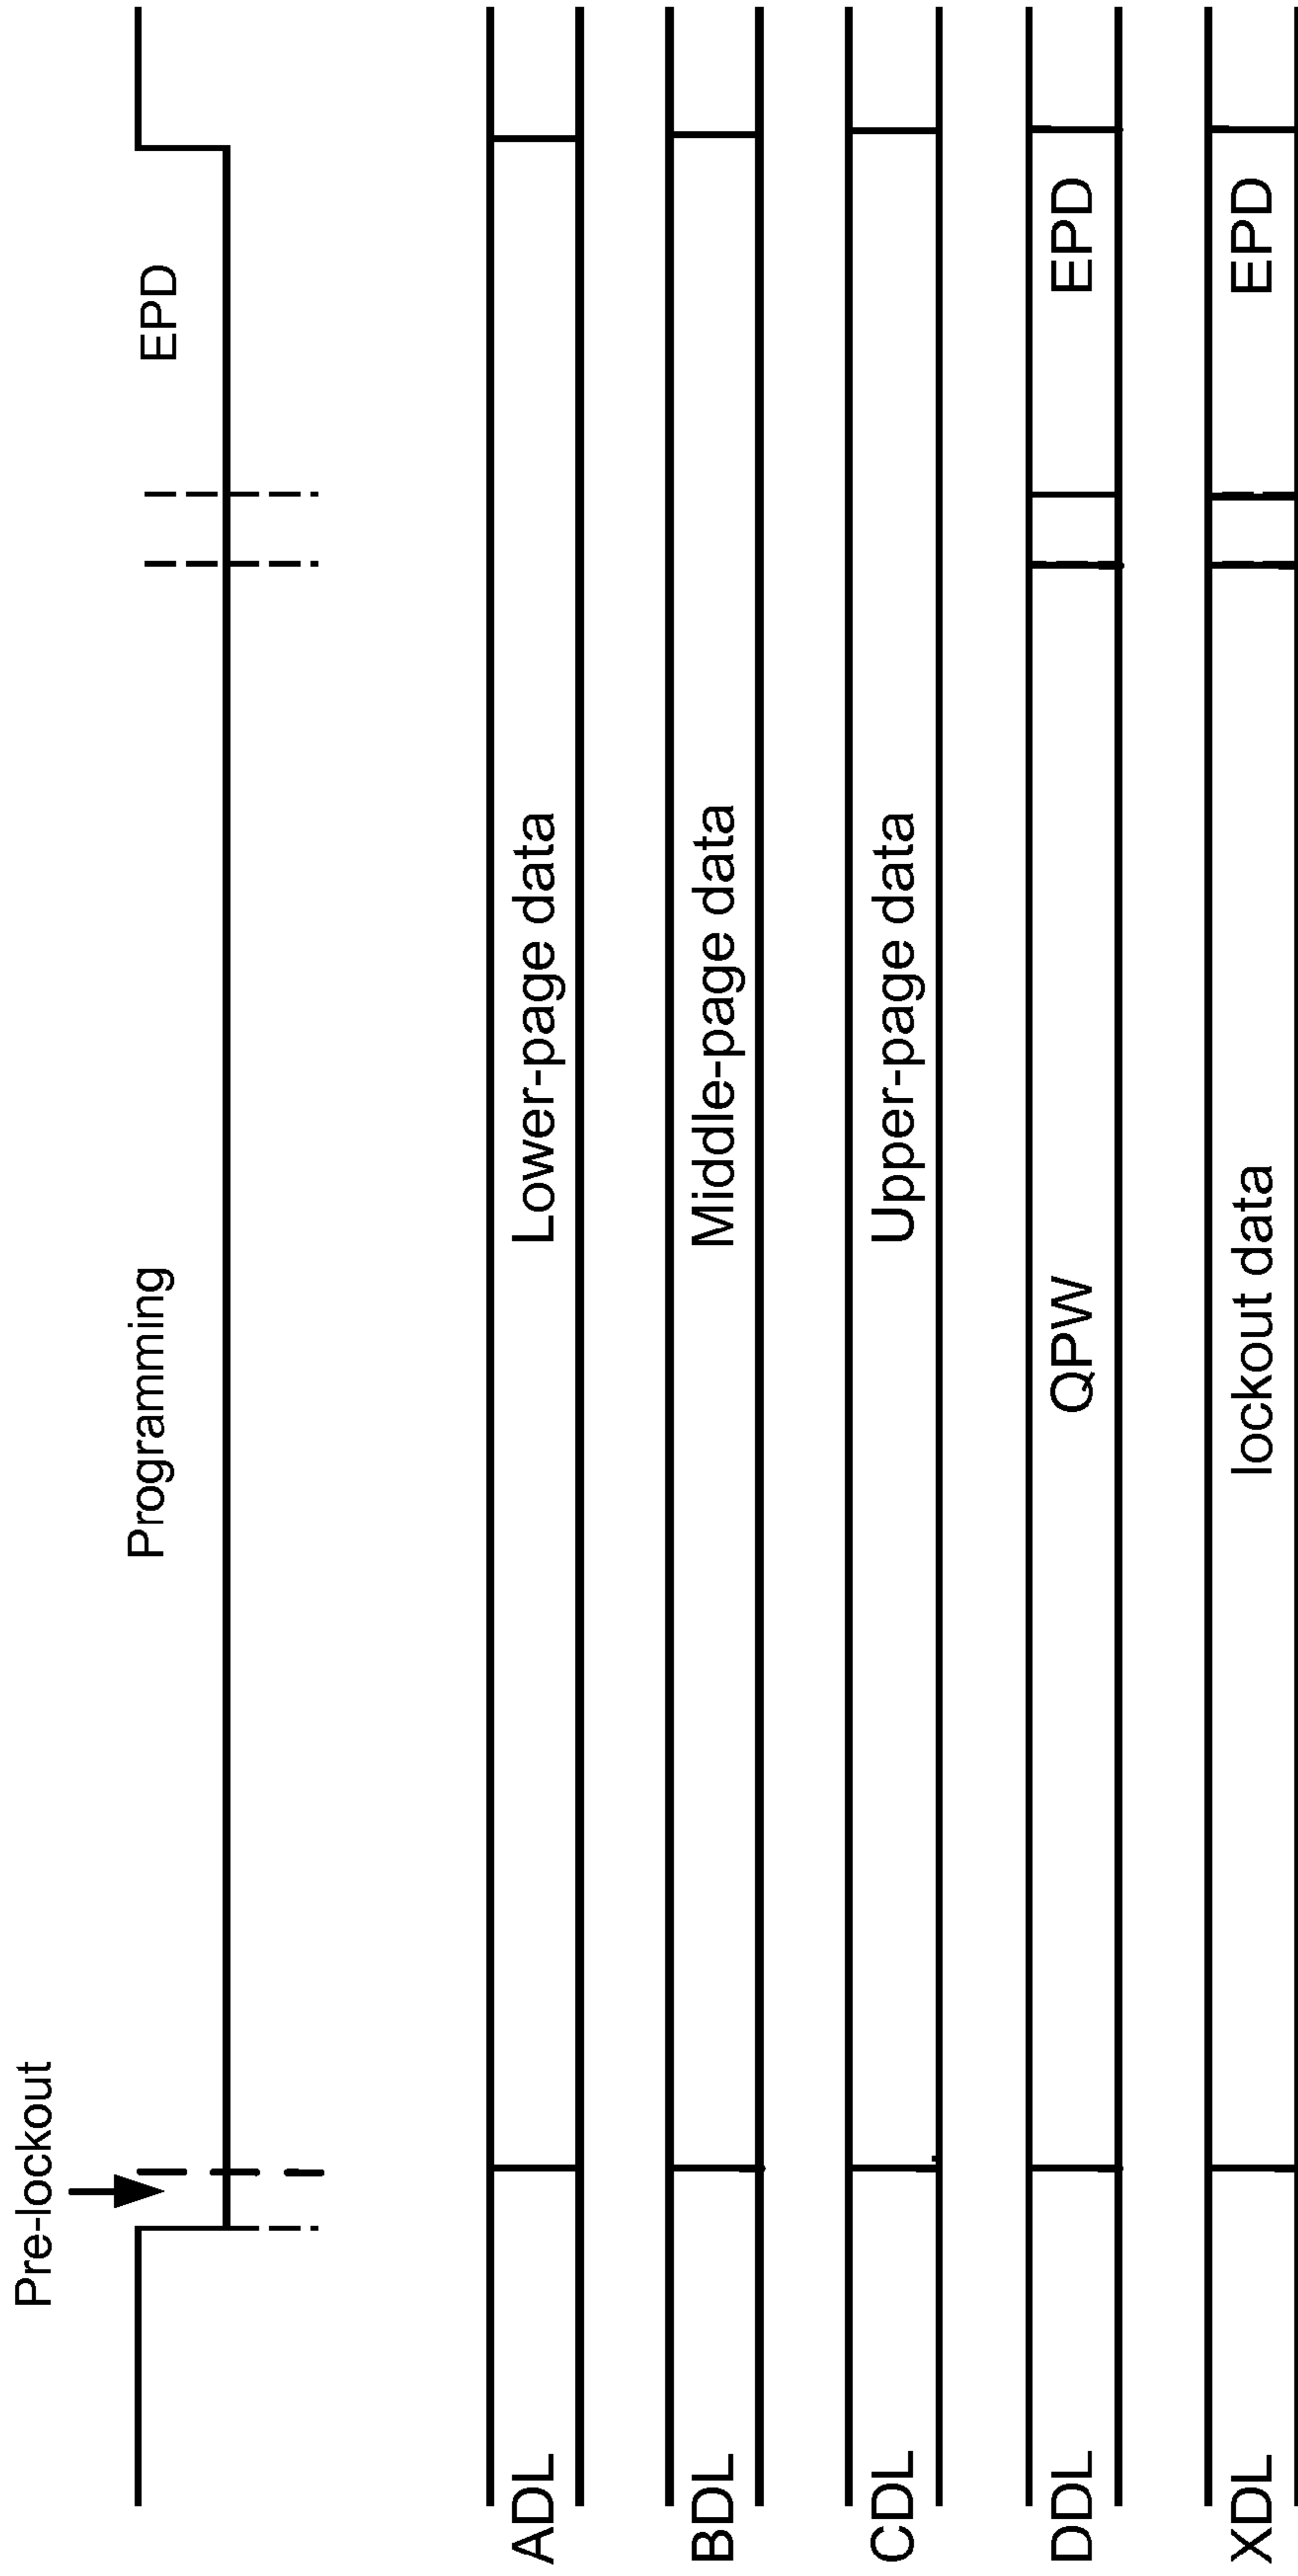 Pre-lockout
Programming
EPD
ADL
Lower-page data
BDL
Middle-page data
CDL
Upper-page data
DDL
QPW
EPD
XDL
lockout data
EPD